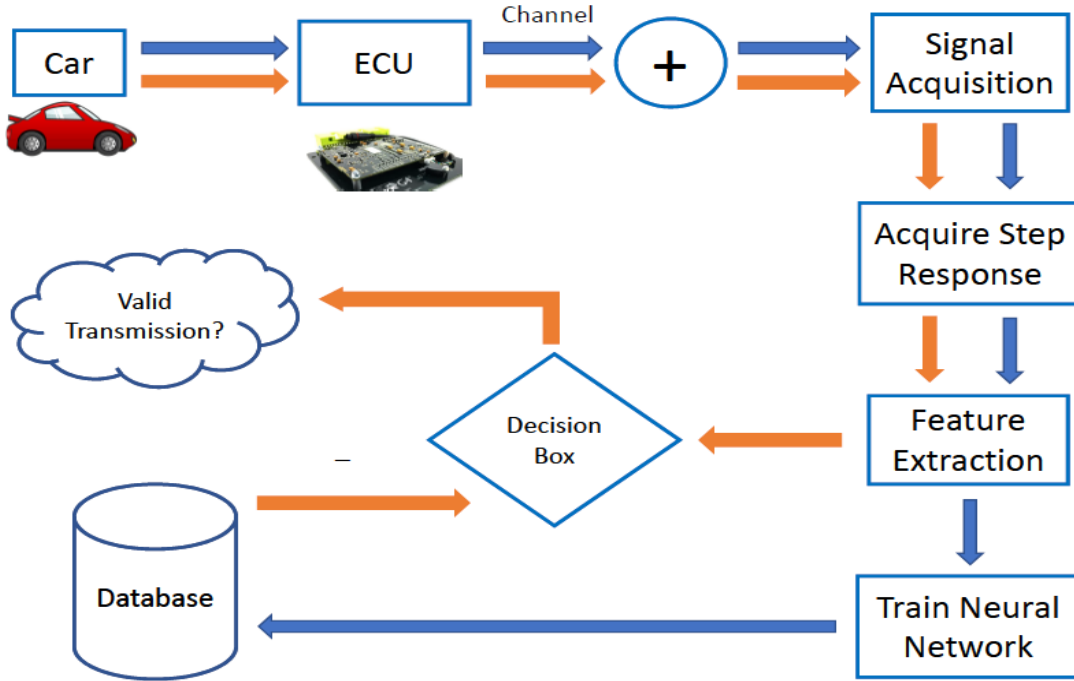 Car
ECU
Channel
+
Signal
Acquisition
Acquire Step
Response
Valid
Transmission?
Decision
Box
Feature
Extraction
–
Database
Train Neural
Network